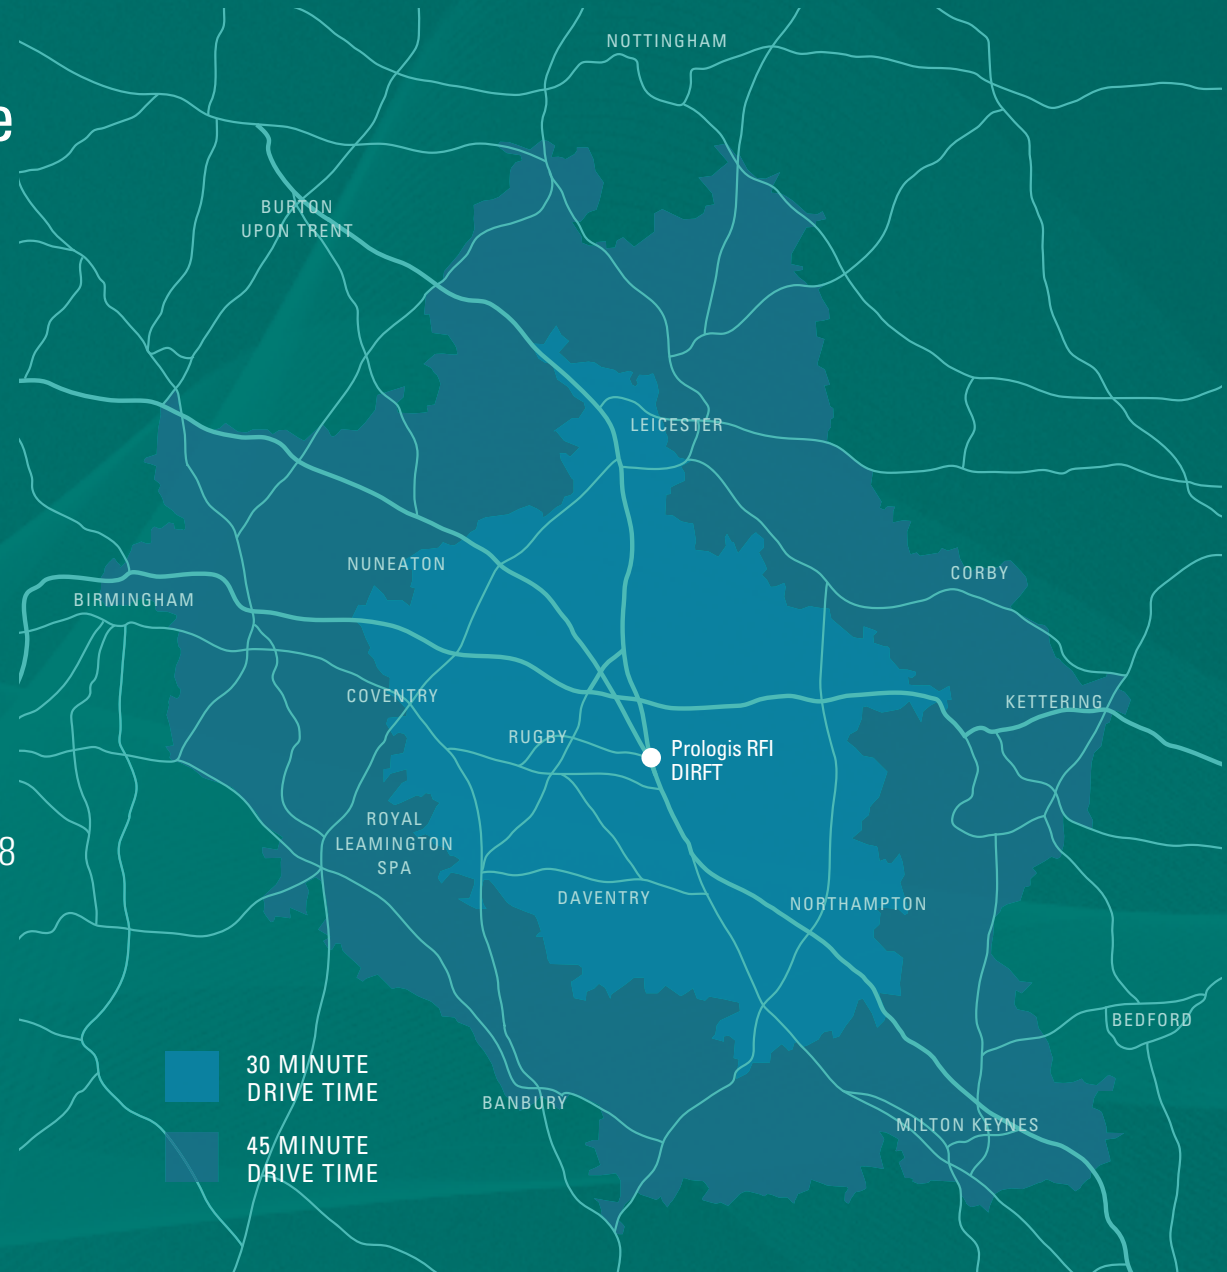 NOTTINGHAM
e
BURTON
UPON TRENT
LEICESTER
NUNEATON
CORBY
BIRMINGHAM
COVENTRY
KETTERING
RUGBY
Prologis RFI
DIRFT
ROYAL
LEAMINGTON
SPA
8
DAVENTRY
NORTHAMPTON
BEDFORD
30 MINUTE
DRIVE TIME
BANBURY
MILTON KEYNES
45 MINUTE
DRIVE TIME